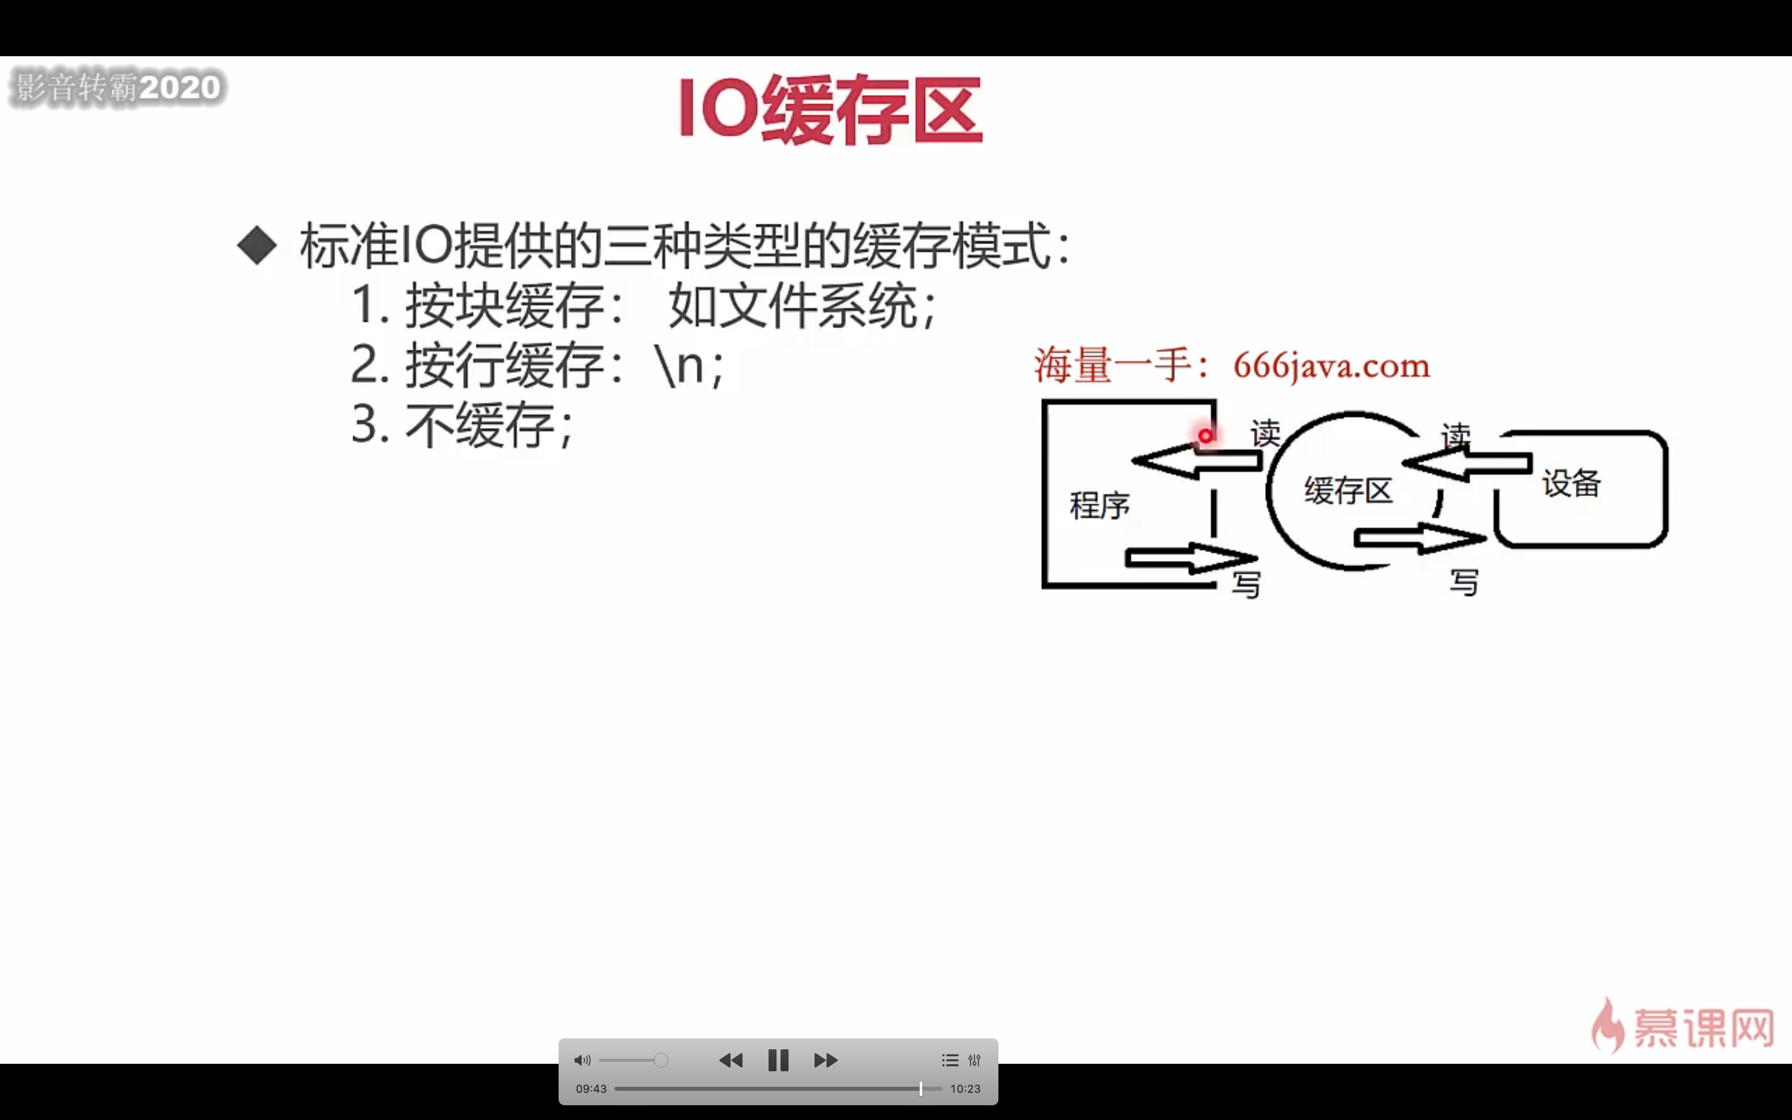 影音转霸2020
IO缓存区
标准IO提供的三种类型的缓存模式：
1. 按块缓存： 如文件系统；
2. 按行缓存：\n；
3. 不缓存；
海量一手：666java.com
读
读
程序
缓存区
设备
写
写
慕课网
09:43
10:23